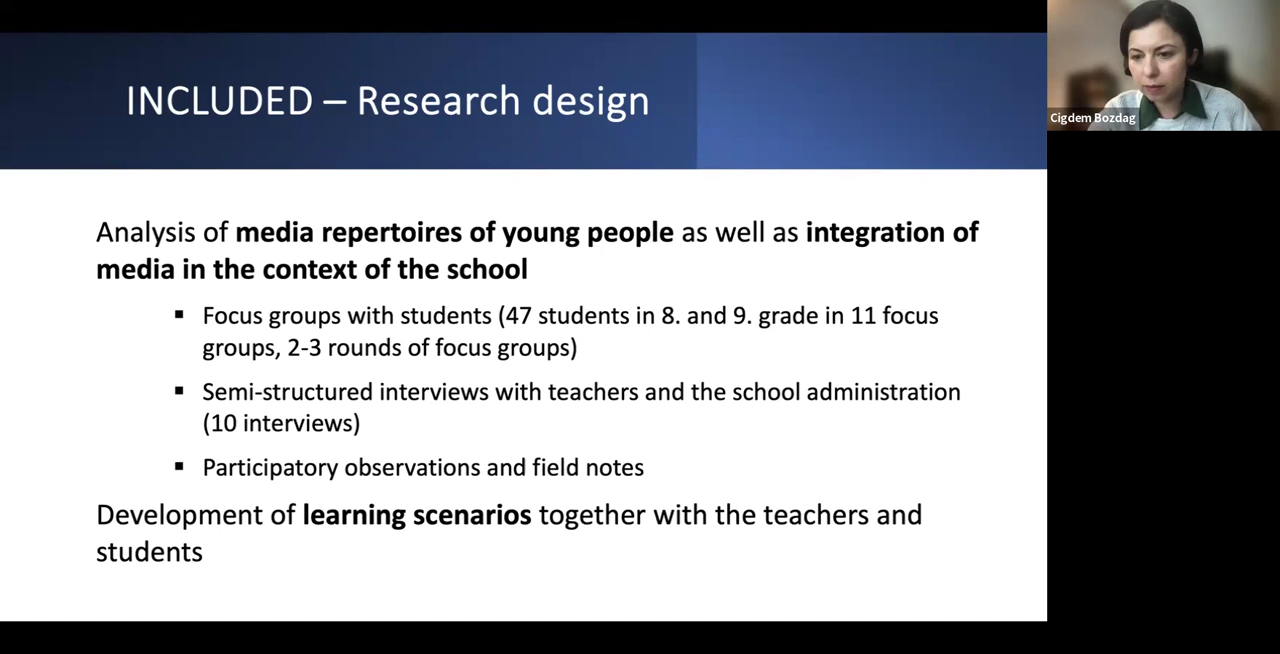 INCLUDED – Research design
Cigdem Bozdag
Analysis of media repertoires of young people as well as integration of
media in the context of the school
▪ Focus groups with students (47 students in 8. and 9. grade in 11 focus
groups, 2-3 rounds of focus groups)
▪ Semi-structured interviews with teachers and the school administration
(10 interviews)
▪ Participatory observations and field notes
Development of learning scenarios together with the teachers and
students